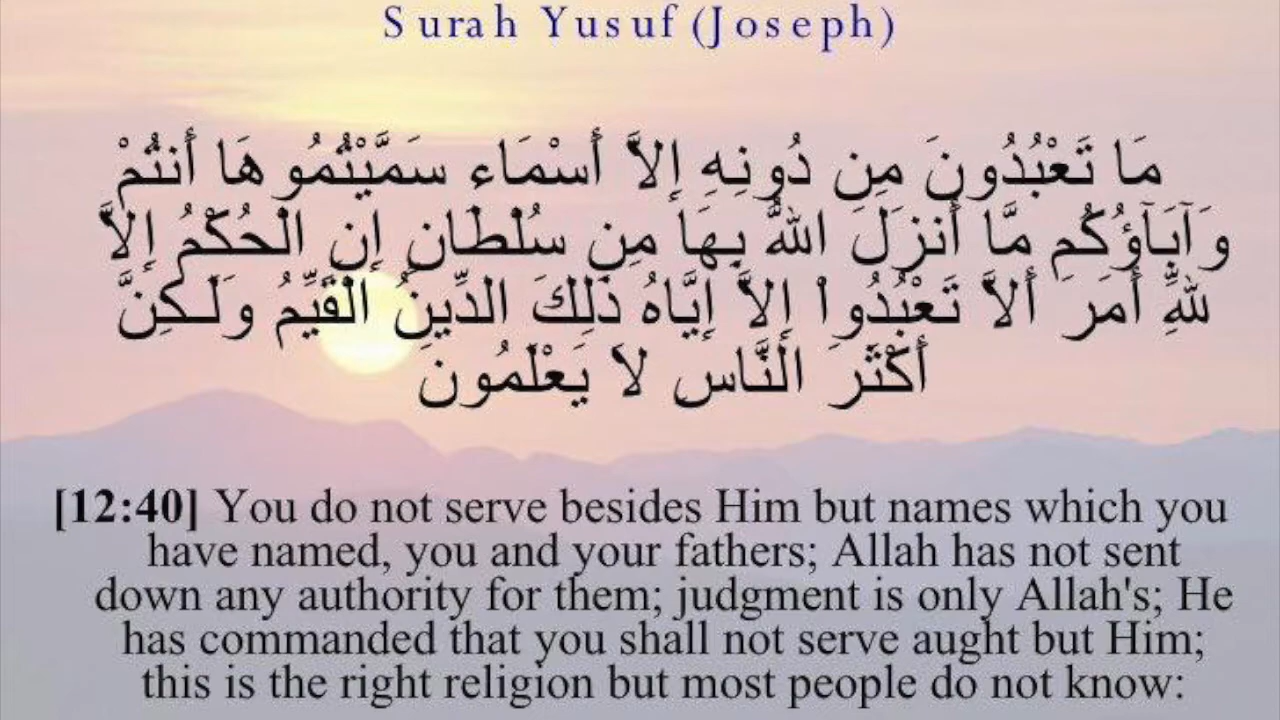 Surah Yusuf (Joseph)
مَا تَعْبُدُونَ مِن دُونِهِ إِلاَّ أَسْمَاء سَمَّيْتُمُوهَا أَنتُمْ
وَآبَآؤُكُم مَّا أَنزَلَ اللّهُ بِهَا مِن سُلْطَانٍ إِنِ الْحُكْمُ إِلاَّ
لِلّهِ أَمَرَ أَلاَّ تَعْبُدُواْ إِلاَّ إِيَّاهُ ذَلِكَ الدِّينُ الْقَيِّمُ وَلَـكِنَّ
أَكْثَرَ النَّاسِ لاَ يَعْلَمُونَ
[12:40] You do not serve besides Him but names which you
have named, you and your fathers; Allah has not sent
down any authority for them; judgment is only Allah's; He
has commanded that you shall not serve aught but Him;
this is the right religion but most people do not know: